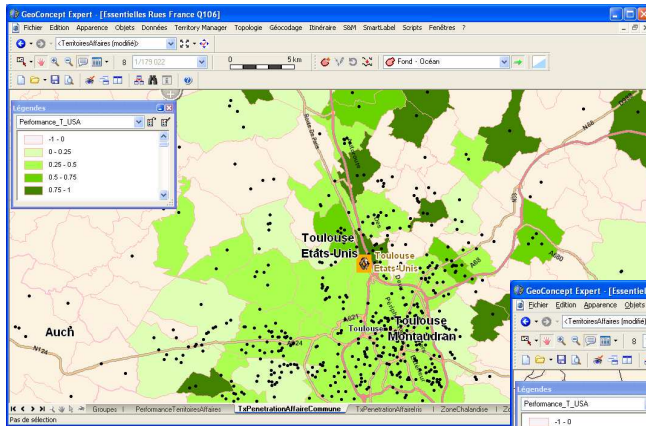 GeoConcept Expert - [Essentielles Rues France Q106]
Fichier Edition Apparence Objets Données Territory Manager Topologie Géocodage Itinéraire S&M SmartLabel Scripts Fenêtres ?
<TerritoiresAffaires (modifié)>
8 1/179 022 0 5 km Fond - Océan
Légendes
Performance_T_USA
-1 - 0
0 - 0.25
0.25 - 0.5
0.5 - 0.75
0.75 - 1
N88
N88
Toulouse
Etats-Unis
Toulouse
Etats-Unis
A68
A680
Auch
N124
A621
A624
Toulouse
Toulouse
Montaudran
GeoConcept Expert - [Essentiel
Fichier Edition Apparence Objets
<TerritoiresAffaires (modifié)
8
Légendes
Performance_T_USA
-1 - 0
Groupes PerformanceTerritoiresAffaires TxPenetrationAffaireCommune TxPenetrationAffaireIris ZoneChalandise
Pas de sélection